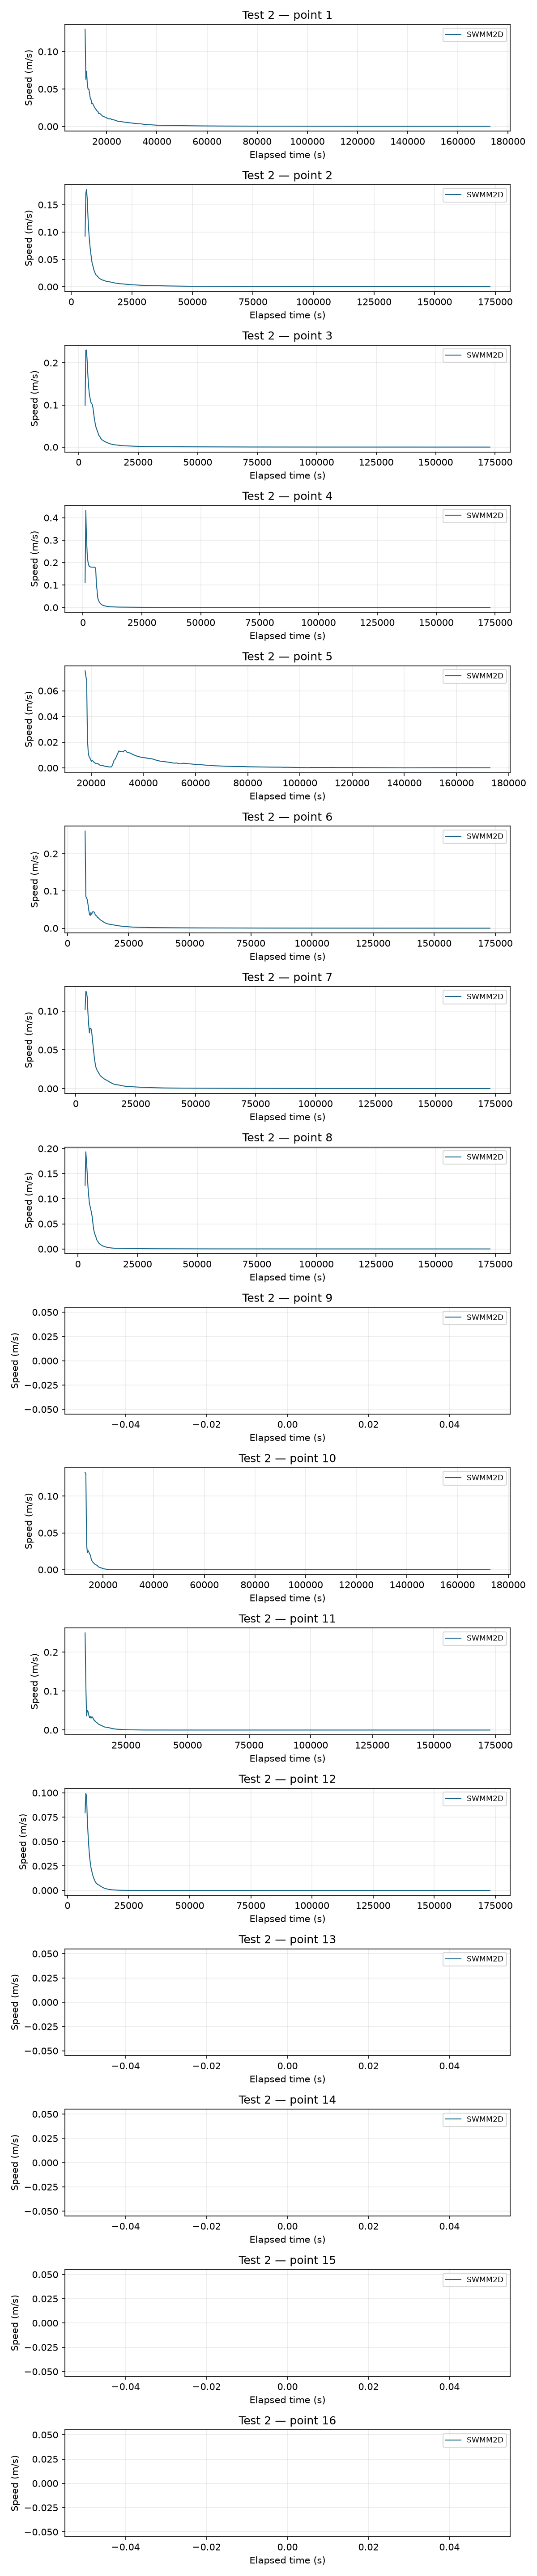 Test 2 — point 1
SWMM2D
Speed (m/s)
0.10
0.05
0.00
20000 40000 60000 80000 100000 120000 140000 160000 180000
Elapsed time (s)
Test 2 — point 2
SWMM2D
Speed (m/s)
0.15
0.10
0.05
0.00
0 25000 50000 75000 100000 125000 150000 175000
Elapsed time (s)
Test 2 — point 3
SWMM2D
Speed (m/s)
0.2
0.1
0.0
0 25000 50000 75000 100000 125000 150000 175000
Elapsed time (s)
Test 2 — point 4
SWMM2D
Speed (m/s)
0.4
0.3
0.2
0.1
0.0
0 25000 50000 75000 100000 125000 150000 175000
Elapsed time (s)
Test 2 — point 5
SWMM2D
Speed (m/s)
0.06
0.04
0.02
0.00
20000 40000 60000 80000 100000 120000 140000 160000 180000
Elapsed time (s)
Test 2 — point 6
SWMM2D
Speed (m/s)
0.2
0.1
0.0
0 25000 50000 75000 100000 125000 150000 175000
Elapsed time (s)
Test 2 — point 7
SWMM2D
Speed (m/s)
0.10
0.05
0.00
0 25000 50000 75000 100000 125000 150000 175000
Elapsed time (s)
Test 2 — point 8
SWMM2D
Speed (m/s)
0.20
0.15
0.10
0.05
0.00
0 25000 50000 75000 100000 125000 150000 175000
Elapsed time (s)
Test 2 — point 9
SWMM2D
Speed (m/s)
0.050
0.025
0.000
−0.025
−0.050
−0.04 −0.02 0.00 0.02 0.04
Elapsed time (s)
Test 2 — point 10
SWMM2D
Speed (m/s)
0.10
0.05
0.00
20000 40000 60000 80000 100000 120000 140000 160000 180000
Elapsed time (s)
Test 2 — point 11
SWMM2D
Speed (m/s)
0.2
0.1
0.0
25000 50000 75000 100000 125000 150000 175000
Elapsed time (s)
Test 2 — point 12
SWMM2D
Speed (m/s)
0.100
0.075
0.050
0.025
0.000
0 25000 50000 75000 100000 125000 150000 175000
Elapsed time (s)
Test 2 — point 13
SWMM2D
Speed (m/s)
0.050
0.025
0.000
−0.025
−0.050
−0.04 −0.02 0.00 0.02 0.04
Elapsed time (s)
Test 2 — point 14
SWMM2D
Speed (m/s)
0.050
0.025
0.000
−0.025
−0.050
−0.04 −0.02 0.00 0.02 0.04
Elapsed time (s)
Test 2 — point 15
SWMM2D
Speed (m/s)
0.050
0.025
0.000
−0.025
−0.050
−0.04 −0.02 0.00 0.02 0.04
Elapsed time (s)
Test 2 — point 16
SWMM2D
Speed (m/s)
0.050
0.025
0.000
−0.025
−0.050
−0.04 −0.02 0.00 0.02 0.04
Elapsed time (s)